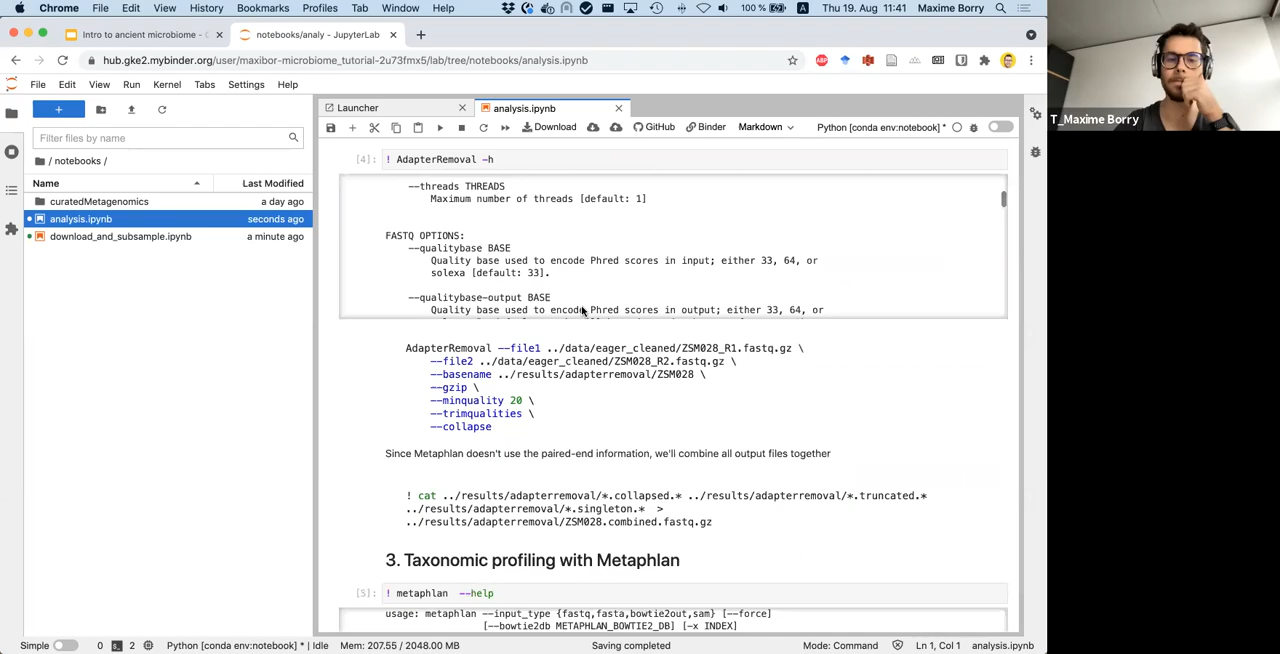 Chrome File Edit View History Bookmarks Profiles Tab Window Help 100 % A Thu 19. Aug 11:41 Maxime Borry
Intro to ancient microbiome - notebooks/analy - JupyterLab
hub.gke2.mybinder.org/user/maxibor-microbiome_tutorial-2u73fmx5/lab/tree/notebooks/analysis.ipynb
T_Maxime Borry
File Edit View Run Kernel Tabs Settings Help
Launcher analysis.ipynb
Download GitHub Binder Markdown Python [conda env:notebook] *
Filter files by name
/ notebooks /
Name Last Modified
curatedMetagenomics a day ago
analysis.ipynb seconds ago
download_and_subsample.ipynb a minute ago
[4]: ! AdapterRemoval -h
--threads THREADS
Maximum number of threads [default: 1]
FASTQ OPTIONS:
--qualitybase BASE
Quality base used to encode Phred scores in input; either 33, 64, or
solexa [default: 33].
--qualitybase-output BASE
Quality base used to encode Phred scores in output; either 33, 64, or
AdapterRemoval --file1 ../data/eager_cleaned/ZSM028_R1.fastq.gz \
--file2 ../data/eager_cleaned/ZSM028_R2.fastq.gz \
--basename ../results/adapterremoval/ZSM028 \
--gzip \
--minquality 20 \
--trimqualities \
--collapse
Since Metaphlan doesn't use the paired-end information, we'll combine all output files together
! cat ../results/adapterremoval/*.collapsed.* ../results/adapterremoval/*.truncated.*
../results/adapterremoval/*.singleton.* >
../results/adapterremoval/ZSM028.combined.fastq.gz
3. Taxonomic profiling with Metaphlan
[5]: ! metaphlan --help
usage: metaphlan --input_type {fastq,fasta,bowtie2out,sam} [--force]
[--bowtie2db METAPHLAN_BOWTIE2_DB] [-x INDEX]
Simple 0 2 Python [conda env:notebook] * | Idle Mem: 207.55 / 2048.00 MB Saving completed Mode: Command Ln 1, Col 1 analysis.ipynb